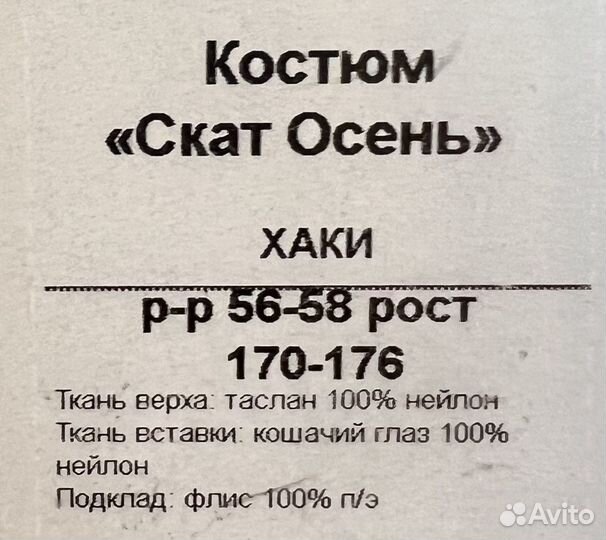 Костюм
«Скат Осень»
ХАКИ
р-р 56-58 рост
170-176
Ткань верха: таслан 100% нейлон
Ткань вставки: кошачий глаз 100%
нейлон
Подклад: флис 100% п/э
Avito